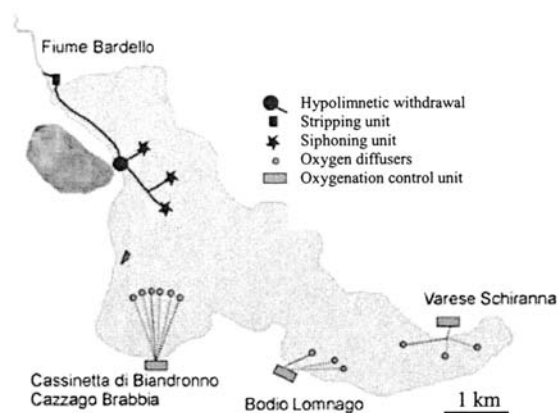 Fiume Bardello
Hypolimnetic withdrawal
Stripping unit
Siphoning unit
Oxygen diffusers
Oxygenation control unit
Varese Schiranna
Cassinetta di Biandronno
Cazzago Brabbia
Bodio Lomnago
1 km